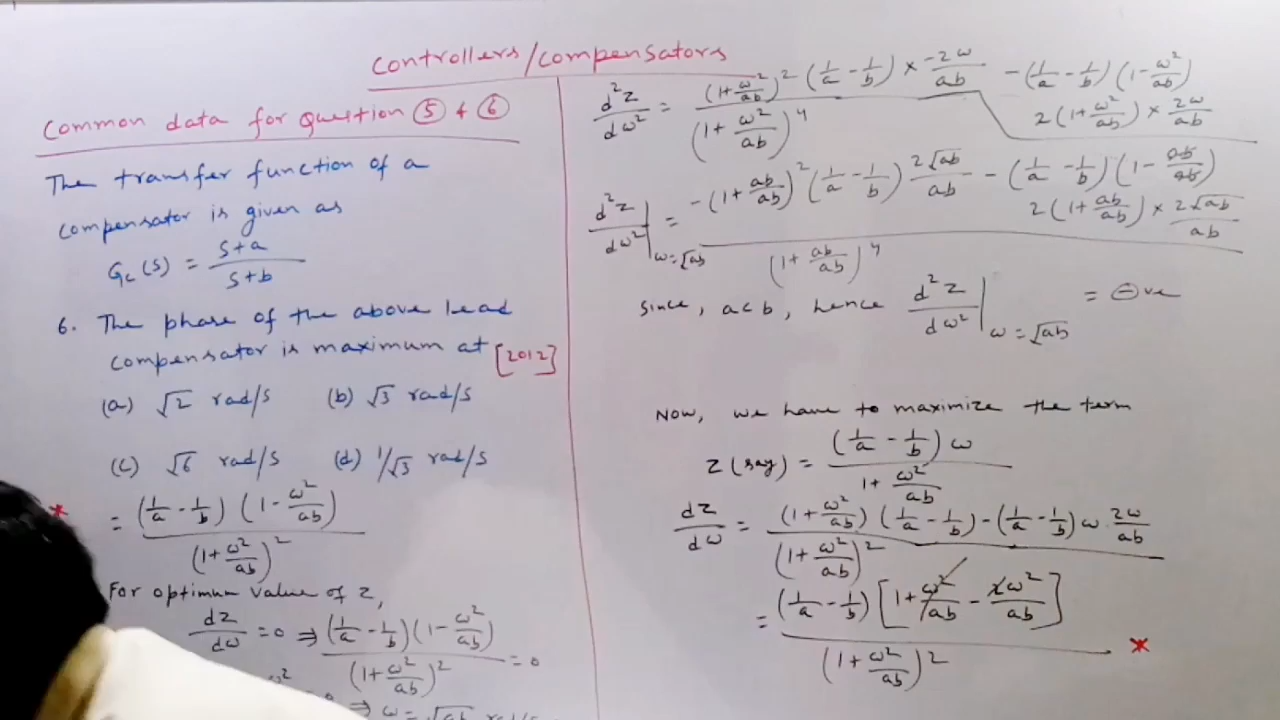 Controllers/compensators
Common data for Question ⑤ & ⑥
The transfer function of a
compensator is given as
Gc(s) = (s+a)/(s+b)
6. The phase of the above lead
compensator is maximum at [2012]
(a) √2 rad/s (b) √3 rad/s
(c) √6 rad/s (d) 1/√3 rad/s
* = (1/a - 1/b)(1 - ω²/ab) / (1 + ω²/ab)²
For optimum value of z,
dz/dω = 0 ⇒ (1/a - 1/b)(1 - ω²/ab) / (1 + ω²/ab)² = 0
⇒ ω = √ab
d²z/dω² = [(1+ω²/ab)² (1/a - 1/b) × -2ω/ab - (1/a - 1/b)(1 - ω²/ab) 2(1+ω²/ab) × 2ω/ab] / (1+ω²/ab)⁴
d²z/dω²|ω=√ab = [-(1+ab/ab)² (1/a - 1/b) 2√ab/ab - (1/a - 1/b)(1 - ab/ab) 2(1+ab/ab) × 2√ab/ab] / (1+ab/ab)⁴
Since, a<b, hence d²z/dω²|ω=√ab = ⊖ve
Now, we have to maximize the term
z(say) = (1/a - 1/b)ω / (1 + ω²/ab)
dz/dω = [(1+ω²/ab)(1/a - 1/b) - (1/a - 1/b)ω · 2ω/ab] / (1+ω²/ab)²
= (1/a - 1/b)[1 + ω²/ab - 2ω²/ab] / (1+ω²/ab)² *